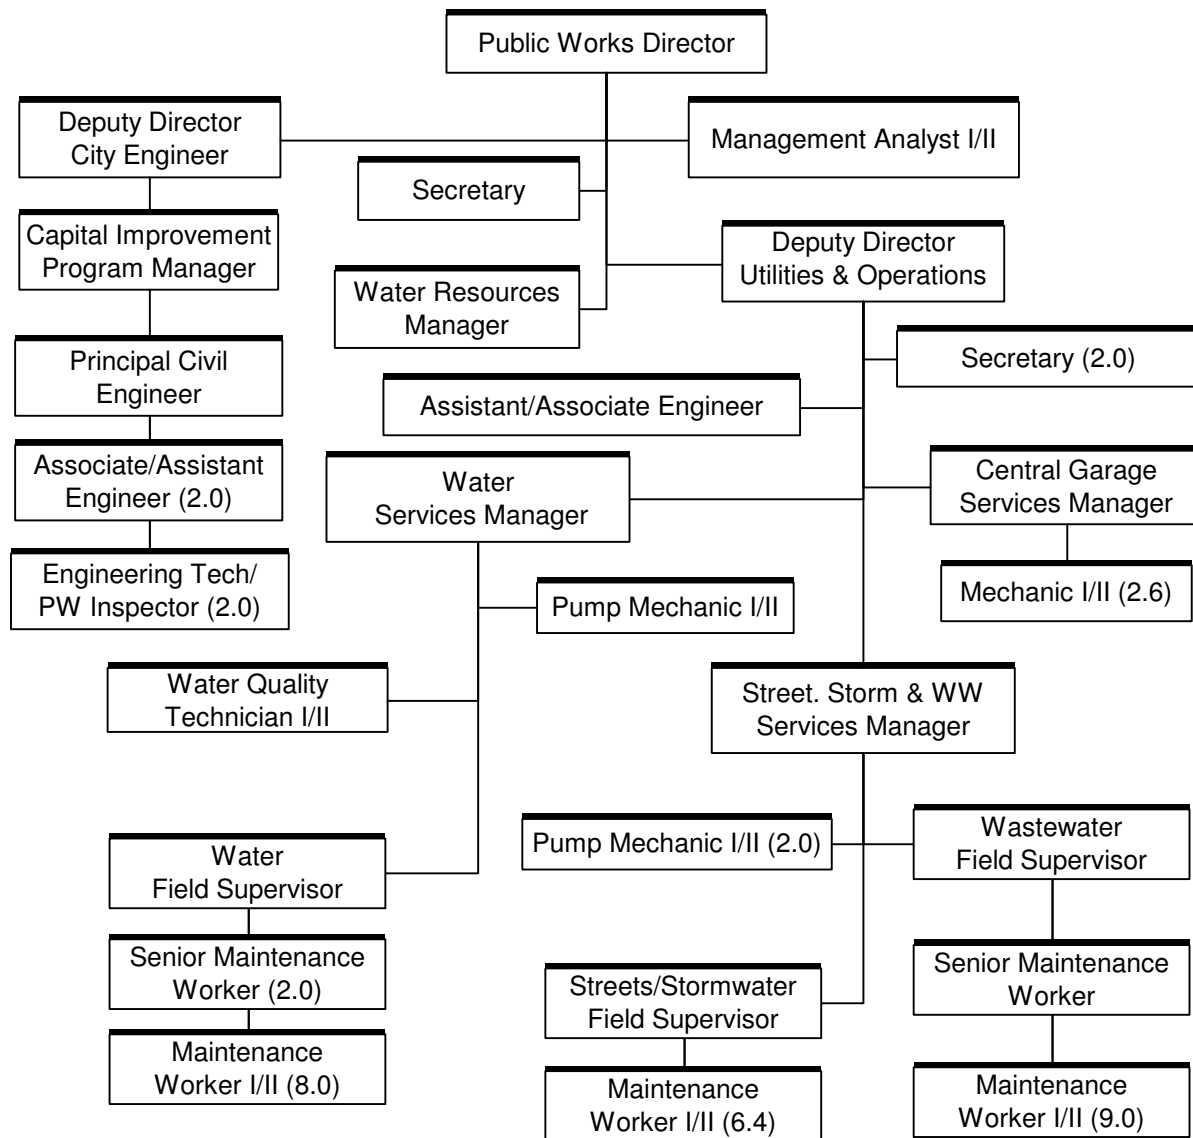 Public Works Director
Deputy Director
City Engineer
Management Analyst I/II
Secretary
Capital Improvement
Program Manager
Deputy Director
Utilities & Operations
Water Resources
Manager
Principal Civil
Engineer
Secretary (2.0)
Assistant/Associate Engineer
Associate/Assistant
Engineer (2.0)
Water
Services Manager
Central Garage
Services Manager
Engineering Tech/
PW Inspector (2.0)
Pump Mechanic I/II
Mechanic I/II (2.6)
Water Quality
Technician I/II
Street. Storm & WW
Services Manager
Pump Mechanic I/II (2.0)
Wastewater
Field Supervisor
Water
Field Supervisor
Senior Maintenance
Worker (2.0)
Streets/Stormwater
Field Supervisor
Senior Maintenance
Worker
Maintenance
Worker I/II (8.0)
Maintenance
Worker I/II (6.4)
Maintenance
Worker I/II (9.0)